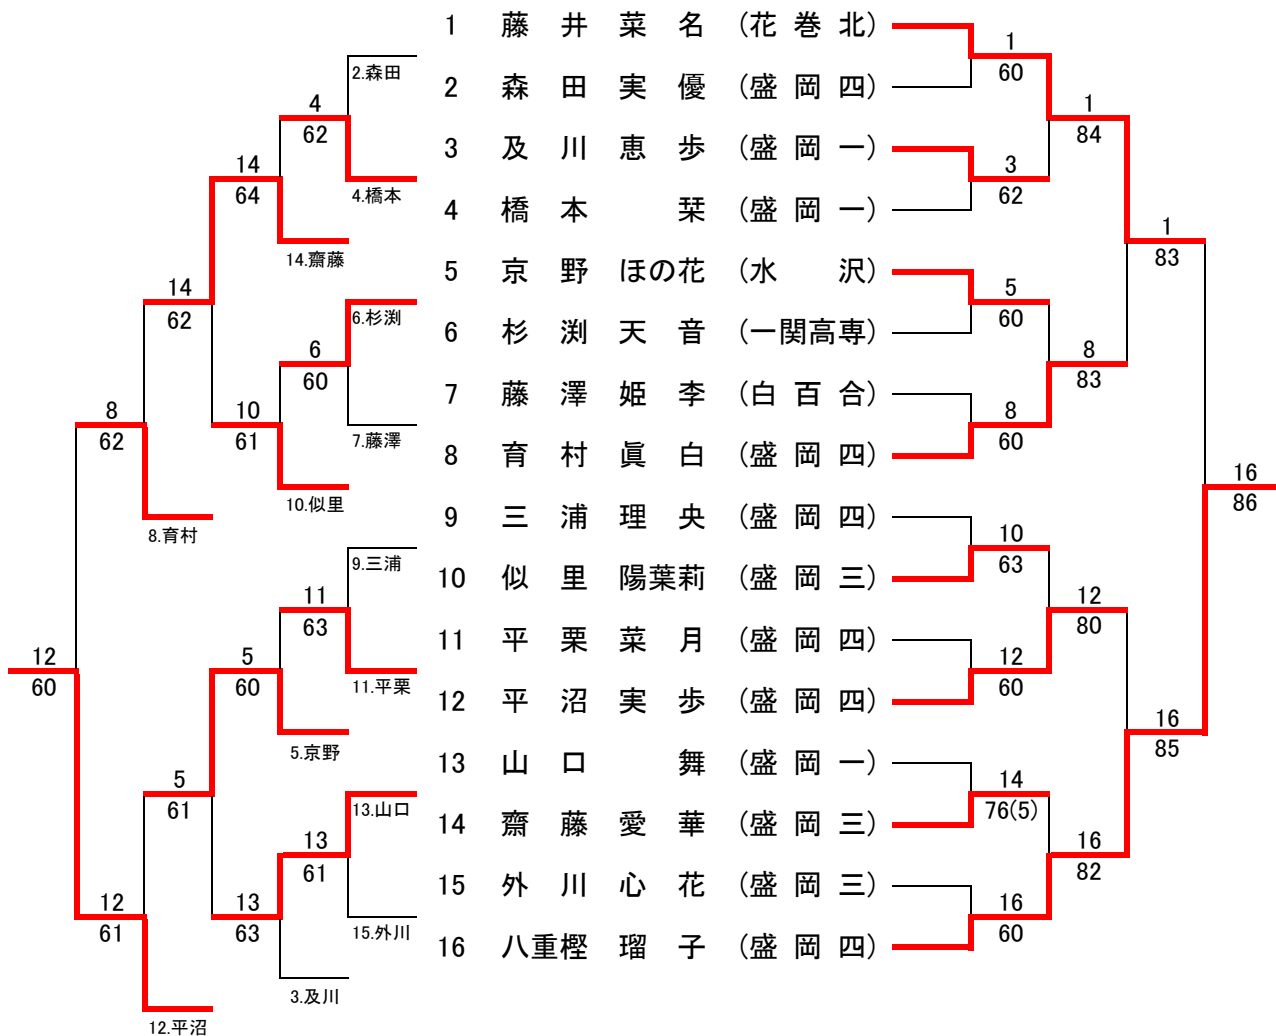 1 藤井菜名 (花巻北)
2 森田実優 (盛岡四)
3 及川恵歩 (盛岡一)
4 橋本 栞 (盛岡一)
5 京野ほの花 (水沢)
6 杉渕天音 (一関高専)
7 藤澤姫李 (白百合)
8 育村眞白 (盛岡四)
9 三浦理央 (盛岡四)
10 似里陽葉莉 (盛岡三)
11 平栗菜月 (盛岡四)
12 平沼実歩 (盛岡四)
13 山口 舞 (盛岡一)
14 齋藤愛華 (盛岡三)
15 外川心花 (盛岡三)
16 八重樫瑠子 (盛岡四)
1
60
3
62
5
60
8
60
10
63
12
60
14
76(5)
16
60
1
84
8
83
12
80
16
82
1
83
16
85
16
86
2.森田
4.橋本
6.杉渕
7.藤澤
9.三浦
11.平栗
13.山口
15.外川
4
62
6
60
11
63
13
61
14.齋藤
10.似里
5.京野
3.及川
14
64
10
61
5
60
13
63
14
62
5
61
8.育村
12.平沼
8
62
12
61
12
60